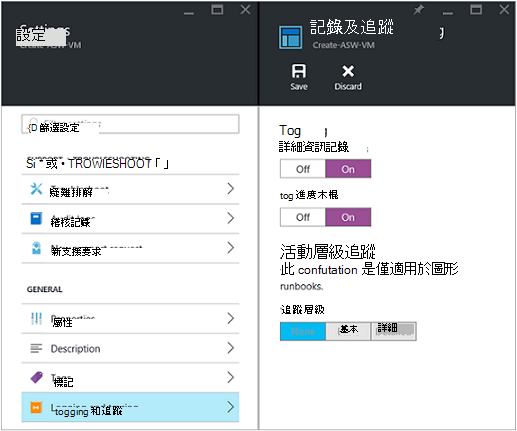 設定
Create-ASW-VM
篩選設定
Si " 或 • TROWIESHOOT「」
疑難排解
稽核記錄
新支援要求
GENERAL
屬性
Description
標記
togging 和追蹤
記錄及追蹤
Create-ASW-VM
Save
Discard
Tog
詳細資訊記錄
Off
On
tog 進度木棍
Off
On
活動層級追蹤
此 confutation 是僅適用於圖形
runbooks.
追蹤層級
None
基本
詳細